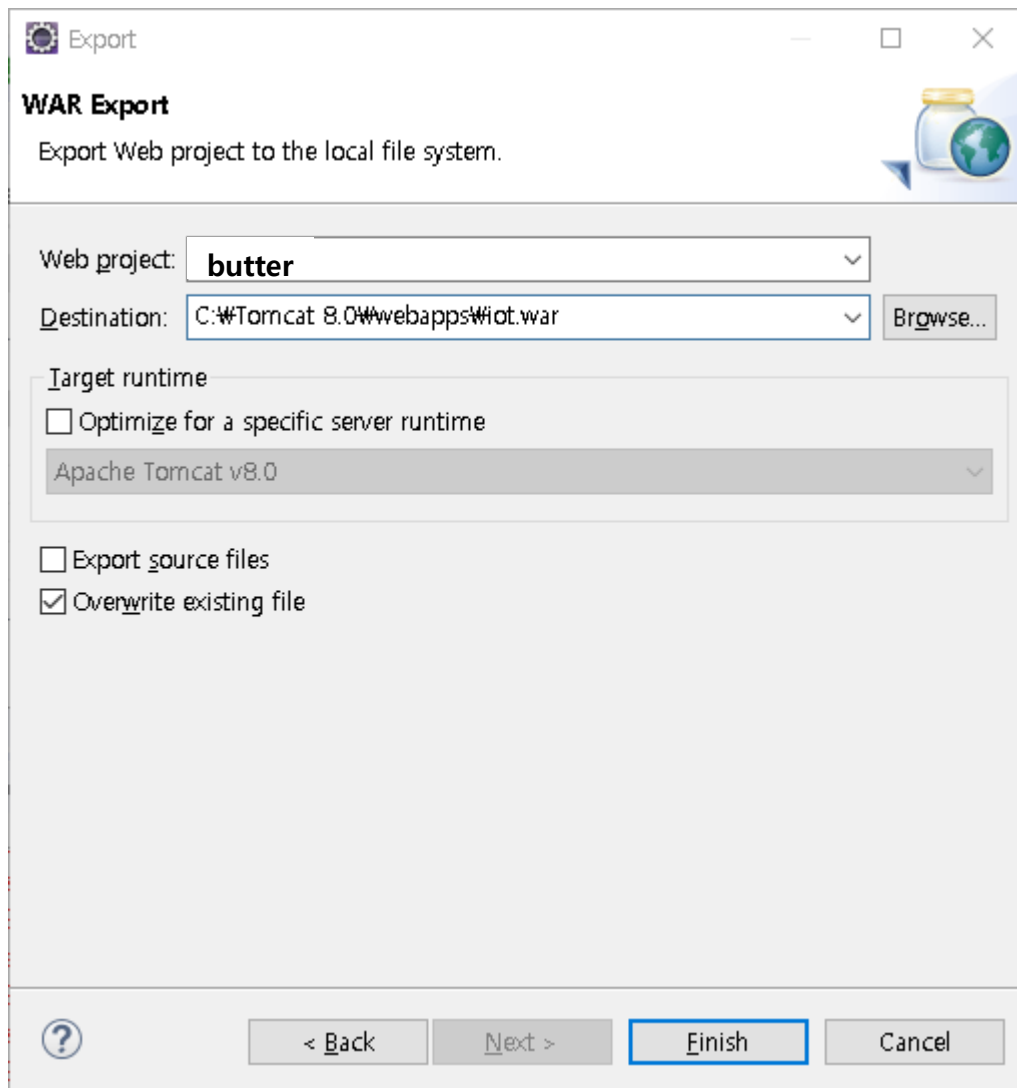 Export
WAR Export
Export Web project to the local file system.
Web project: butter
Destination: C:₩Tomcat 8.0₩webapps₩iot.war Browse...
Target runtime
Optimize for a specific server runtime
Apache Tomcat v8.0
Export source files
Overwrite existing file
? < Back Next > Finish Cancel